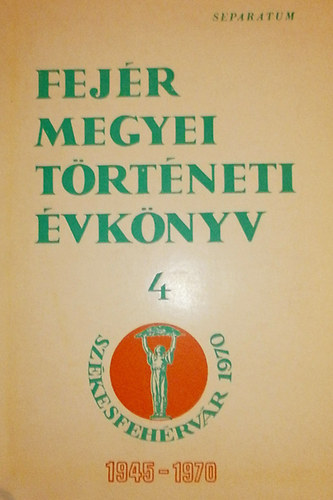 SEPARATUM
FEJÉR
MEGYEI
TÖRTÉNETI
ÉVKÖNYV
4
SZÉKESFEHÉRVÁR 1970
1945-1970